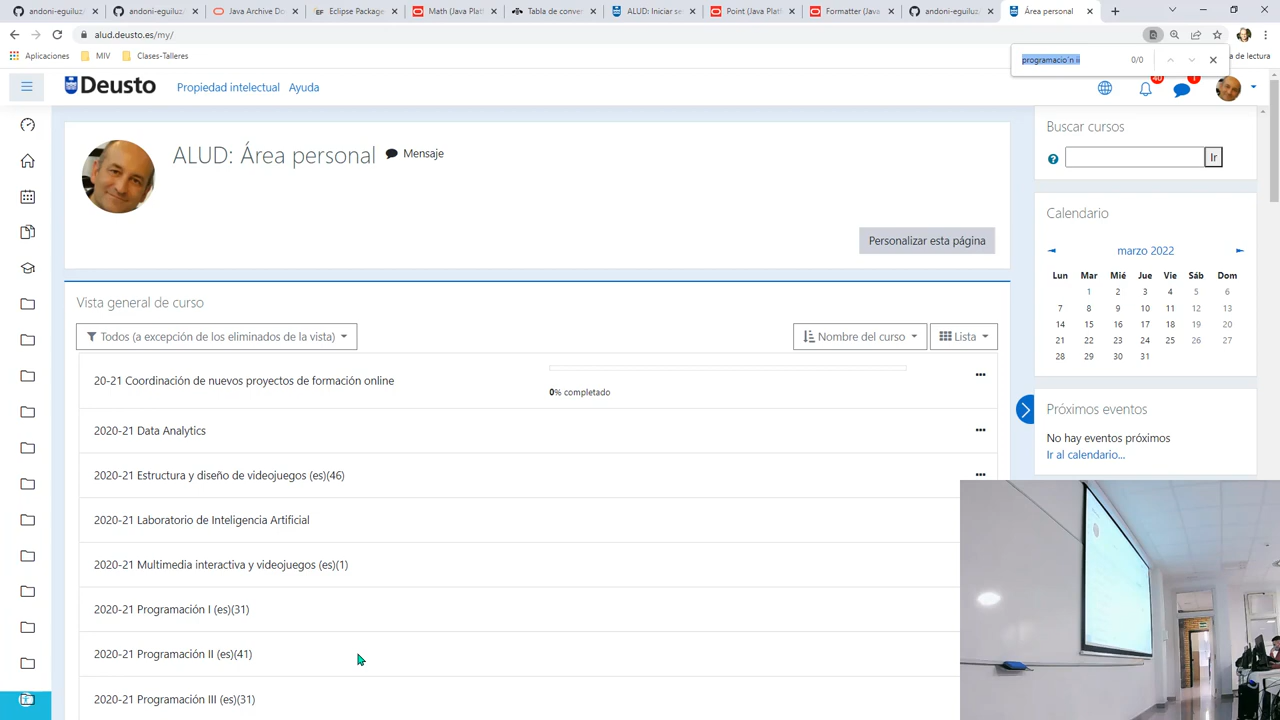 andoni-eguiluz
andoni-eguiluz
Java Archive Do
Eclipse Package
Math (Java Plat
Tabla de conver
ALUD: Iniciar se
Point (Java Plat
Formatter (Java
andoni-eguiluz
Área personal
alud.deusto.es/my/
Aplicaciones
MIV
Clases-Talleres
de lectura
programacio´n ii
0/0
Deusto
Propiedad intelectual
Ayuda
40
1
ALUD: Área personal
Mensaje
Personalizar esta página
Vista general de curso
Todos (a excepción de los eliminados de la vista)
Nombre del curso
Lista
20-21 Coordinación de nuevos proyectos de formación online
0% completado
2020-21 Data Analytics
2020-21 Estructura y diseño de videojuegos (es)(46)
2020-21 Laboratorio de Inteligencia Artificial
2020-21 Multimedia interactiva y videojuegos (es)(1)
2020-21 Programación I (es)(31)
2020-21 Programación II (es)(41)
2020-21 Programación III (es)(31)
Buscar cursos
Ir
Calendario
◄ marzo 2022 ►
Lun Mar Mié Jue Vie Sáb Dom
1 2 3 4 5 6
7 8 9 10 11 12 13
14 15 16 17 18 19 20
21 22 23 24 25 26 27
28 29 30 31
Próximos eventos
No hay eventos próximos
Ir al calendario...